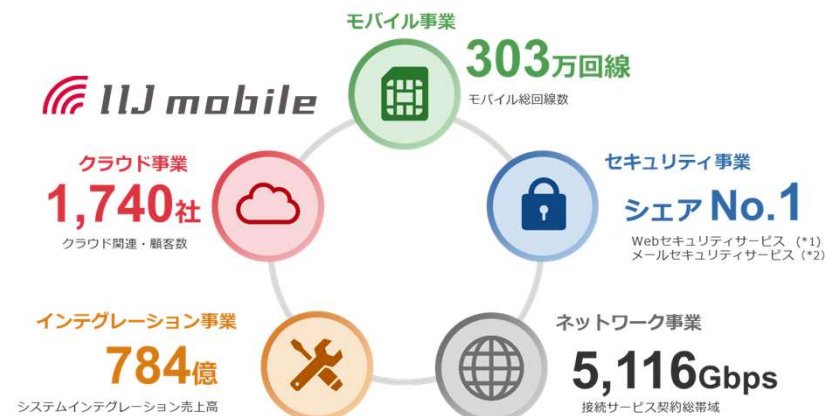 モバイル事業
303万回線
モバイル総回線数
IIJ mobile
クラウド事業
1,740社
クラウド関連・顧客数
セキュリティ事業
シェア No.1
Webセキュリティサービス (*1)
メールセキュリティサービス (*2)
インテグレーション事業
784億
システムインテグレーション売上高
ネットワーク事業
5,116Gbps
接続サービス契約総帯域